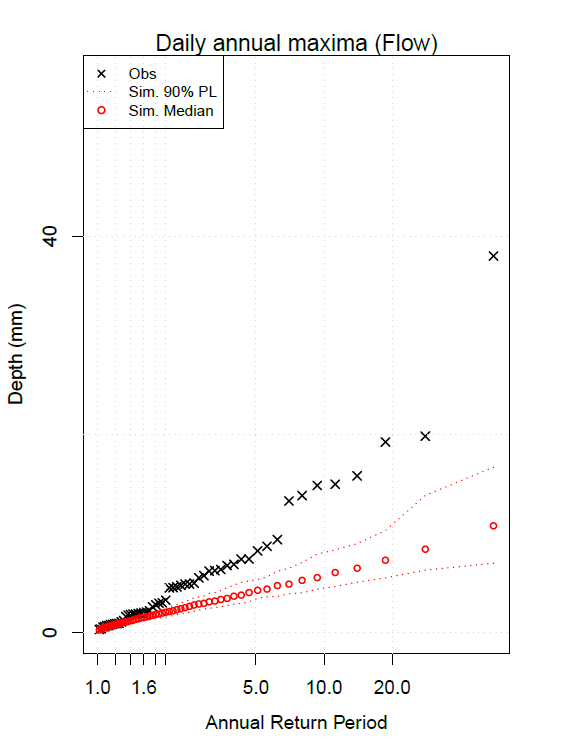 Daily annual maxima (Flow)
Obs
Sim. 90% PL
Sim. Median
40
0
Depth (mm)
1.0 1.6 5.0 10.0 20.0
Annual Return Period